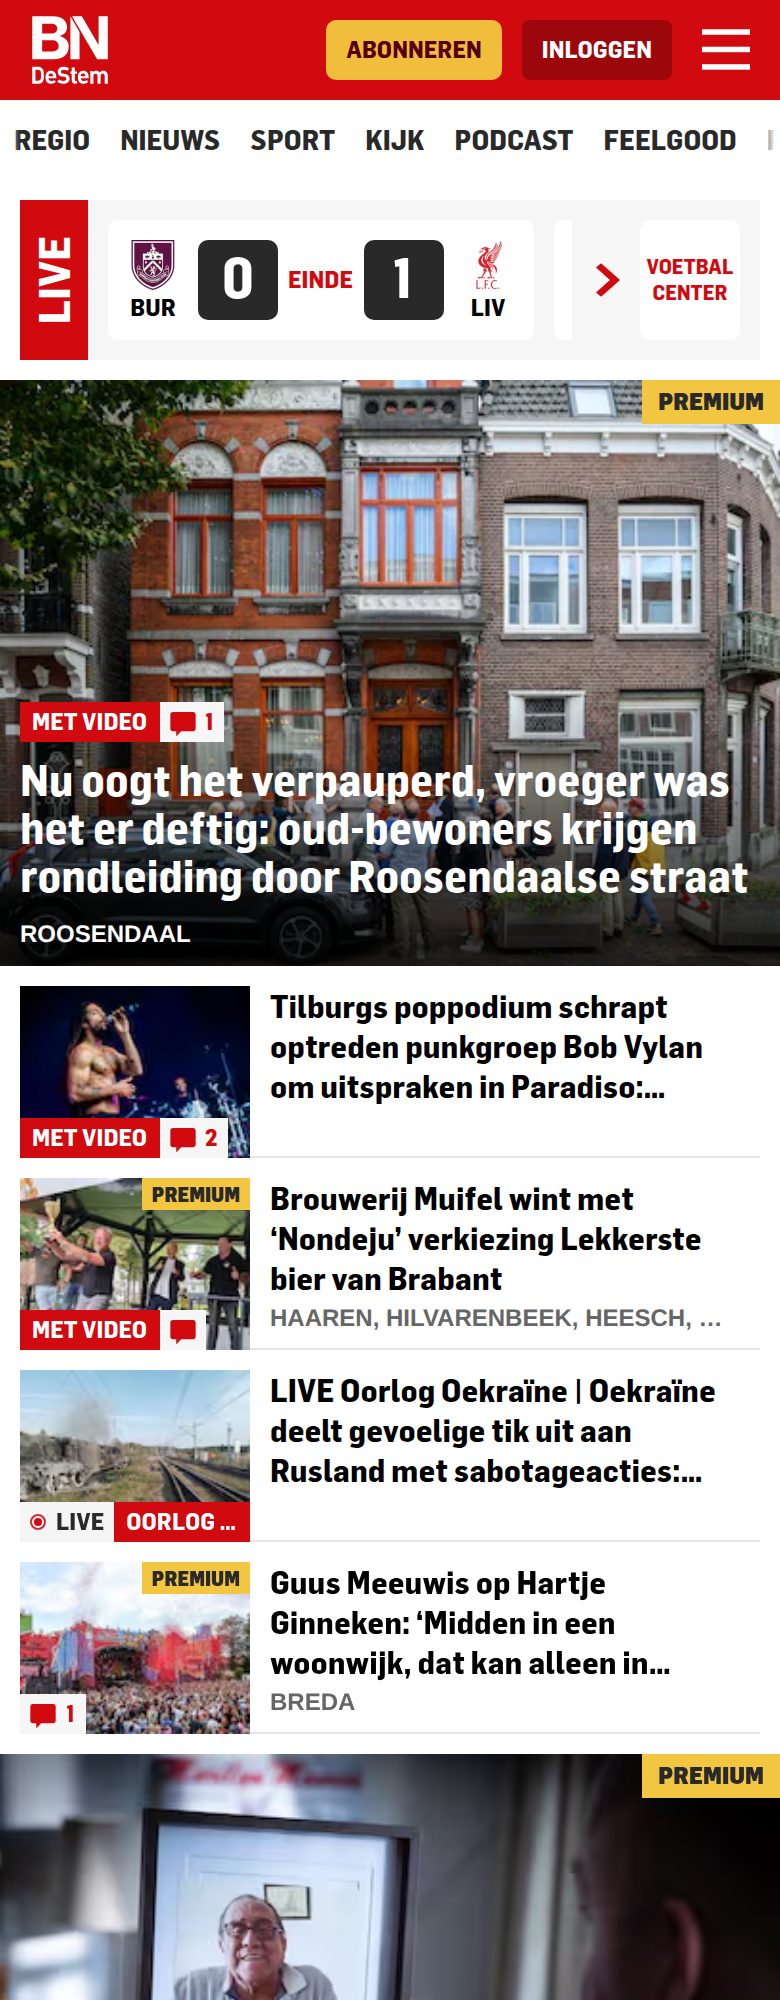 BN
DeStem
ABONNEREN
INLOGGEN
REGIO NIEUWS SPORT KIJK PODCAST FEELGOOD
LIVE
BUR
0
EINDE
1
L.F.C.
LIV
VOETBAL
CENTER
PREMIUM
MET VIDEO 1
Nu oogt het verpauperd, vroeger was
het er deftig: oud-bewoners krijgen
rondleiding door Roosendaalse straat
ROOSENDAAL
Tilburgs poppodium schrapt
optreden punkgroep Bob Vylan
om uitspraken in Paradiso:...
MET VIDEO 2
PREMIUM
Brouwerij Muifel wint met
‘Nondeju’ verkiezing Lekkerste
bier van Brabant
HAAREN, HILVARENBEEK, HEESCH, ...
MET VIDEO
LIVE Oorlog Oekraïne | Oekraïne
deelt gevoelige tik uit aan
Rusland met sabotageacties:...
LIVE OORLOG ...
PREMIUM
Guus Meeuwis op Hartje
Ginneken: ‘Midden in een
woonwijk, dat kan alleen in...
BREDA
1
PREMIUM